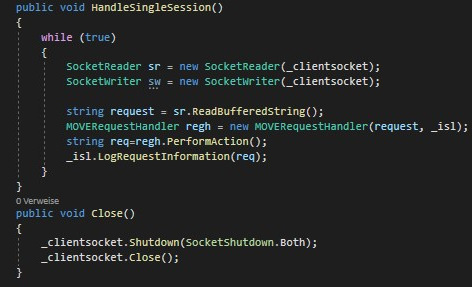 public void HandleSingleSession()
{
while (true)
{
SocketReader sr = new SocketReader(_clientsocket);
SocketWriter sw = new SocketWriter(_clientsocket);
string request = sr.ReadBufferedString();
MOVERequestHandler regh = new MOVERequestHandler(request, _isl);
string req=regh.PerformAction();
_isl.LogRequestInformation(req);
}
}
0 Verweise
public void Close()
{
_clientsocket.Shutdown(SocketShutdown.Both);
_clientsocket.Close();
}